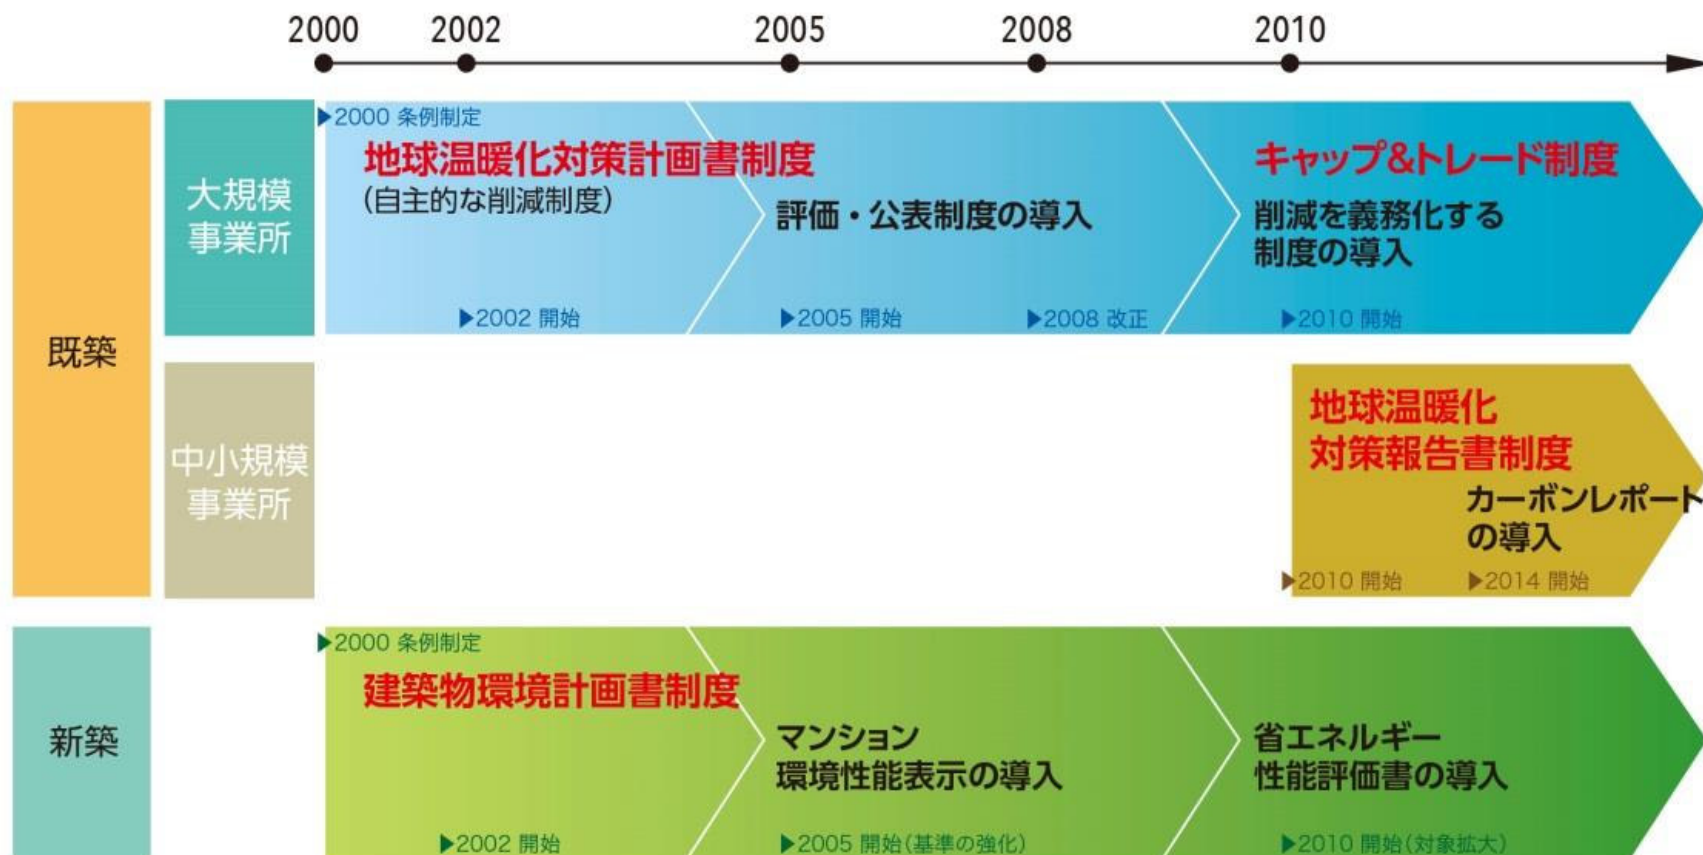 2000
2002
2005
2008
2010
既築
大規模
事業所
▶2000 条例制定
地球温暖化対策計画書制度
(自主的な削減制度)
▶2002 開始
評価・公表制度の導入
▶2005 開始
▶2008 改正
キャップ&トレード制度
削減を義務化する
制度の導入
▶2010 開始
中小規模
事業所
地球温暖化
対策報告書制度
カーボンレポート
の導入
▶2010 開始
▶2014 開始
新築
▶2000 条例制定
建築物環境計画書制度
▶2002 開始
マンション
環境性能表示の導入
▶2005 開始(基準の強化)
省エネルギー
性能評価書の導入
▶2010 開始(対象拡大)